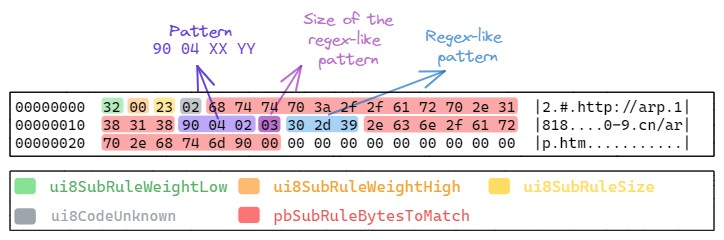 Pattern
90 04 XX YY
Size of the
regex-like
pattern
Regex-like
pattern
00000000 32 00 23 02 68 74 74 70 3a 2f 2f 61 72 70 2e 31 |2.#.http://arp.1|
00000010 38 31 38 90 04 02 03 30 2d 39 2e 63 6e 2f 61 72 |818....0-9.cn/ar|
00000020 70 2e 68 74 6d 90 00 00 00 00 00 00 00 00 00 00 |p.htm...........|
ui8SubRuleWeightLow ui8SubRuleWeightHigh ui8SubRuleSize
ui8CodeUnknown pbSubRuleBytesToMatch